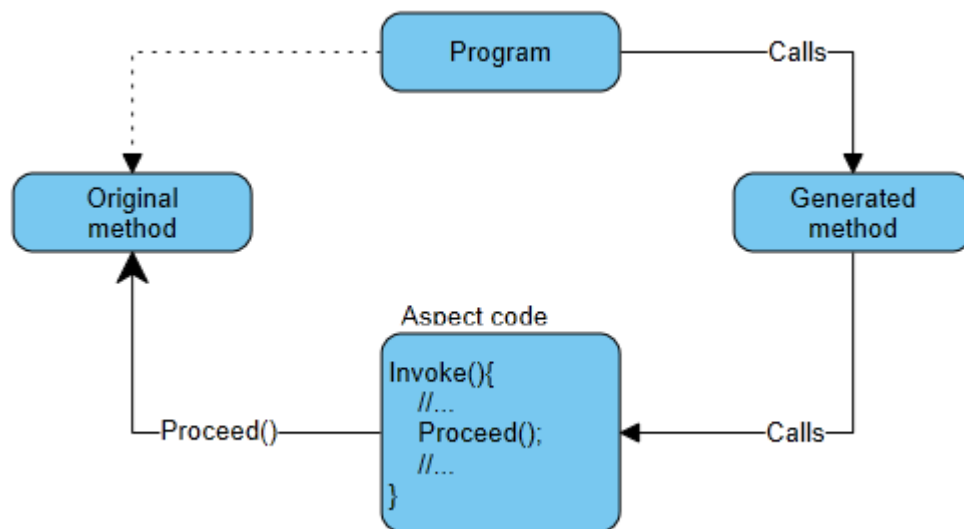 Program
Calls
Original
method
Generated
method
Aspect code
Invoke(){
//...
Proceed();
//...
}
Proceed()
Calls